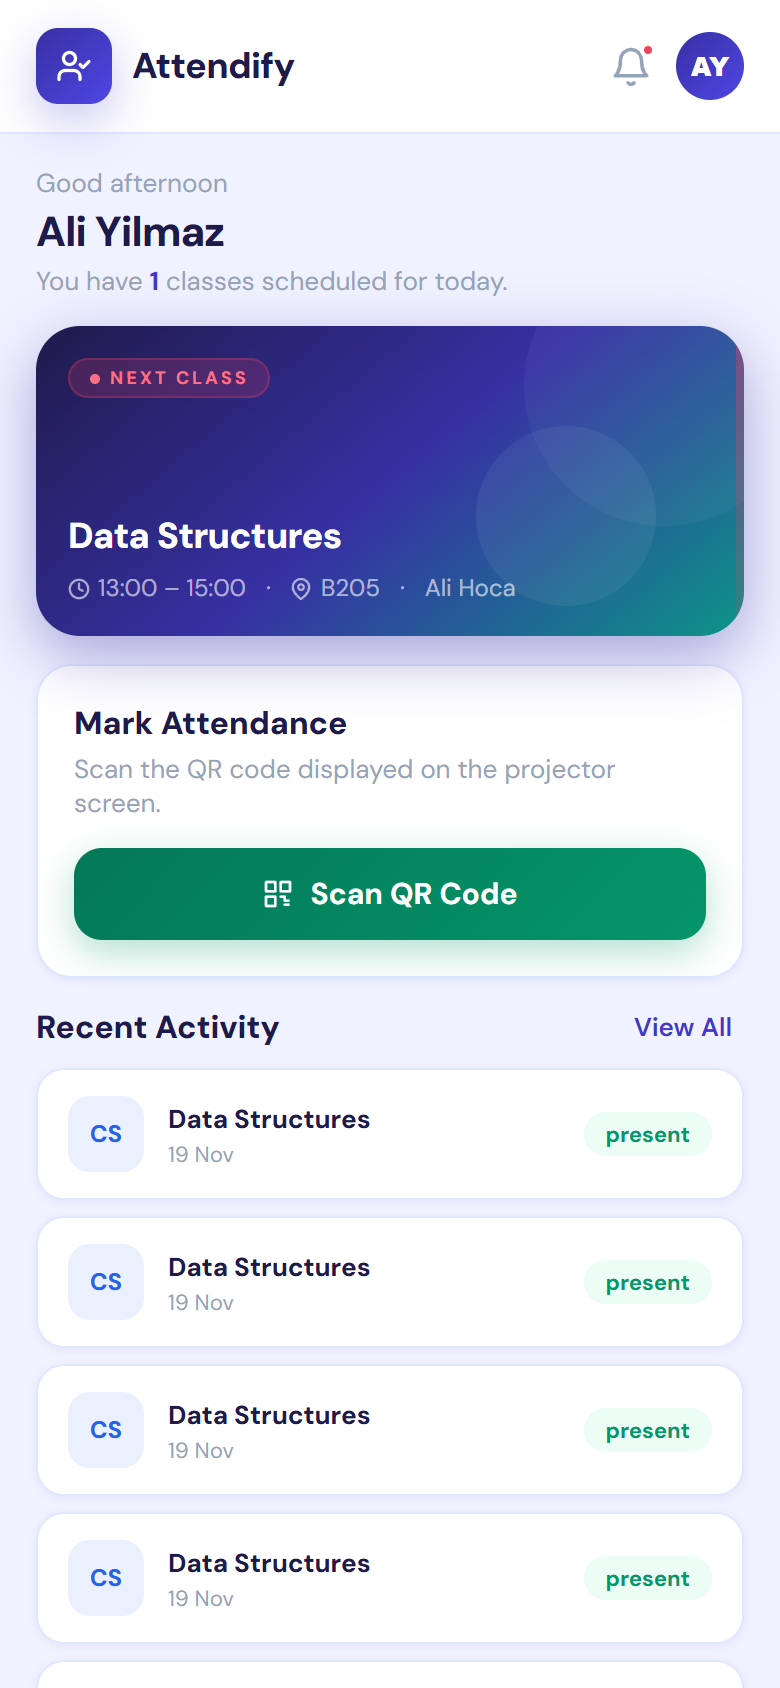 Attendify
AY
Good afternoon
Ali Yilmaz
You have 1 classes scheduled for today.
NEXT CLASS
Data Structures
13:00 – 15:00 · B205 · Ali Hoca
Mark Attendance
Scan the QR code displayed on the projector
screen.
Scan QR Code
Recent Activity
View All
CS
Data Structures
19 Nov
present
CS
Data Structures
19 Nov
present
CS
Data Structures
19 Nov
present
CS
Data Structures
19 Nov
present